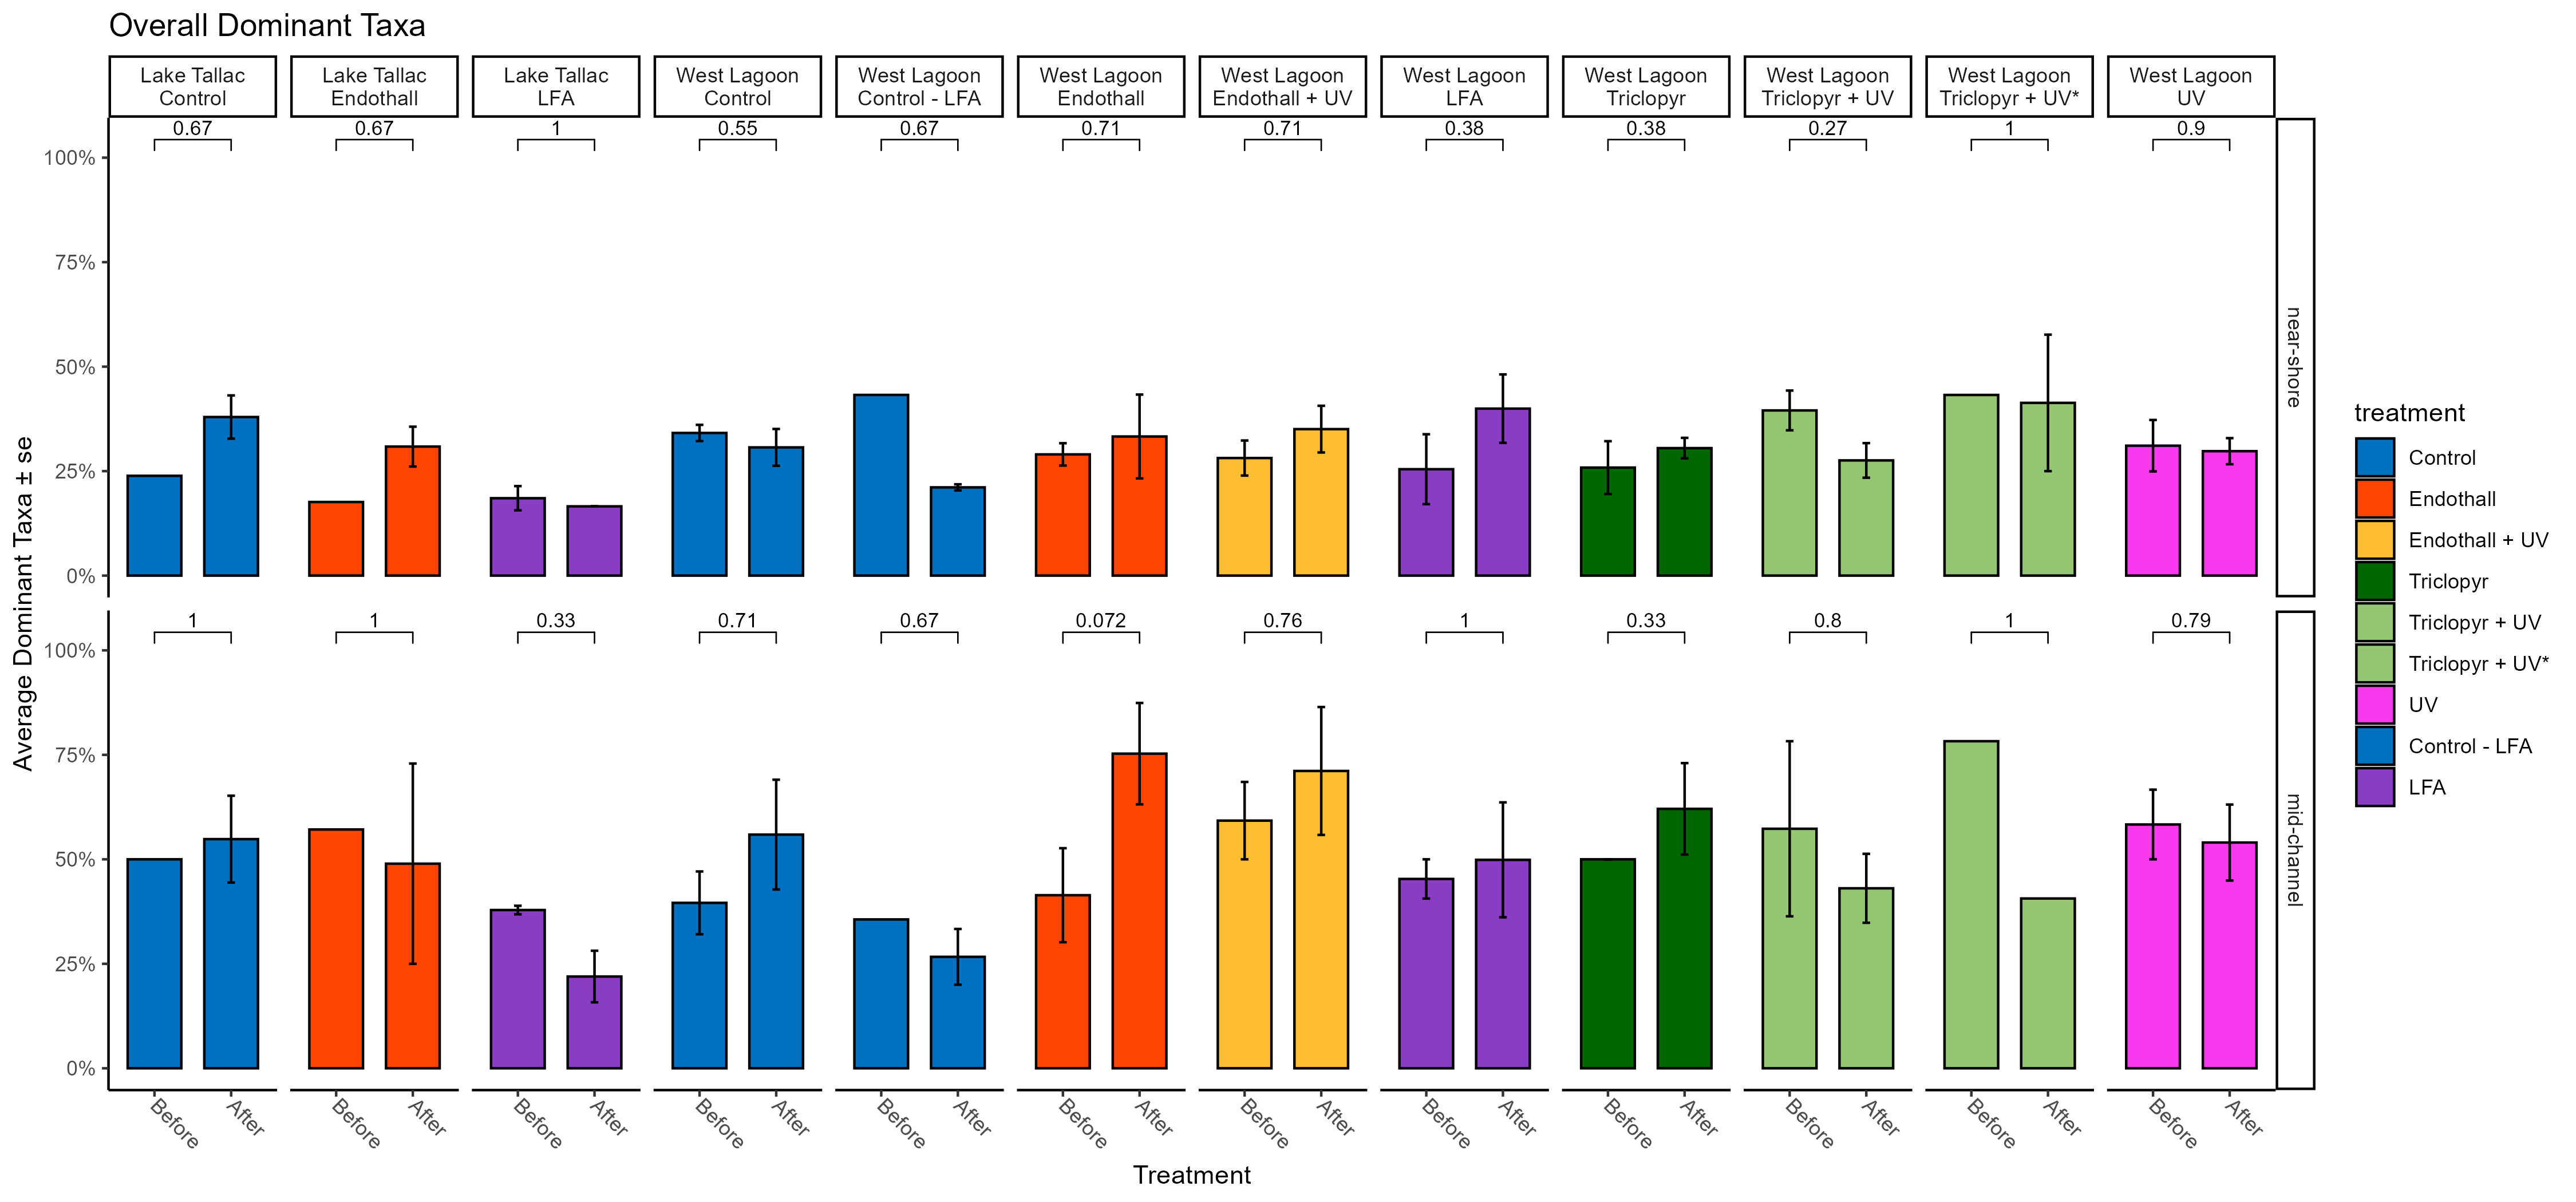 Overall Dominant Taxa
Lake Tallac
Control
Lake Tallac
Endothall
Lake Tallac
LFA
West Lagoon
Control
West Lagoon
Control - LFA
West Lagoon
Endothall
West Lagoon
Endothall + UV
West Lagoon
LFA
West Lagoon
Triclopyr
West Lagoon
Triclopyr + UV
West Lagoon
Triclopyr + UV*
West Lagoon
UV
0.67
0.67
1
0.55
0.67
0.71
0.71
0.38
0.38
0.27
1
0.9
100%
75%
50%
25%
0%
near-shore
1
1
0.33
0.71
0.67
0.072
0.76
1
0.33
0.8
1
0.79
100%
75%
50%
25%
0%
mid-channel
Average Dominant Taxa ± se
Before
After
Before
After
Before
After
Before
After
Before
After
Before
After
Before
After
Before
After
Before
After
Before
After
Before
After
Before
After
Treatment
treatment
Control
Endothall
Endothall + UV
Triclopyr
Triclopyr + UV
Triclopyr + UV*
UV
Control - LFA
LFA